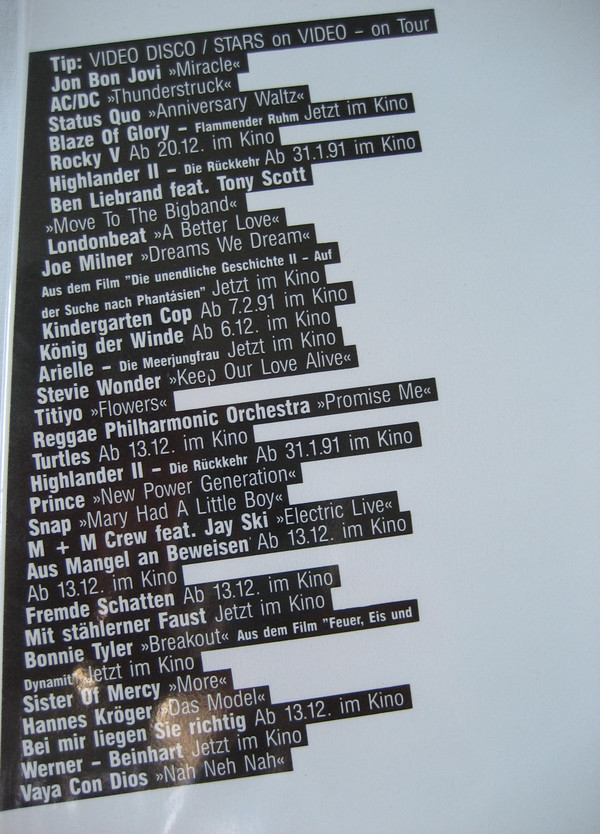 Tip: VIDEO DISCO / STARS on VIDEO – on Tour
Jon Bon Jovi »Miracle«
AC/DC »Thunderstruck«
Status Quo »Anniversary Waltz«
Blaze Of Glory – Flammender Ruhm Jetzt im Kino
Rocky V Ab 20.12. im Kino
Highlander II – Die Rückkehr Ab 31.1.91 im Kino
Ben Liebrand feat. Tony Scott
»Move To The Bigband«
Londonbeat »A Better Love«
Joe Milner »Dreams We Dream«
Aus dem Film "Die unendliche Geschichte II – Auf
der Suche nach Phantásien" Jetzt im Kino
Kindergarten Cop Ab 7.2.91 im Kino
König der Winde Ab 6.12. im Kino
Arielle – Die Meerjungfrau Jetzt im Kino
Stevie Wonder »Keep Our Love Alive«
Titiyo »Flowers«
Reggae Philharmonic Orchestra »Promise Me«
Turtles Ab 13.12. im Kino
Highlander II – Die Rückkehr Ab 31.1.91 im Kino
Prince »New Power Generation«
Snap »Mary Had A Little Boy«
M + M Crew feat. Jay Ski »Electric Live«
Aus Mangel an Beweisen Ab 13.12. im Kino
Ab 13.12. im Kino
Fremde Schatten Ab 13.12. im Kino
Mit stählerner Faust Jetzt im Kino
Bonnie Tyler »Breakout« Aus dem Film "Feuer, Eis und
Dynamit" Jetzt im Kino
Sister Of Mercy »More«
Hannes Kröger »Das Model«
Bei mir liegen Sie richtig Ab 13.12. im Kino
Werner – Beinhart Jetzt im Kino
Vaya Con Dios »Nah Neh Nah«